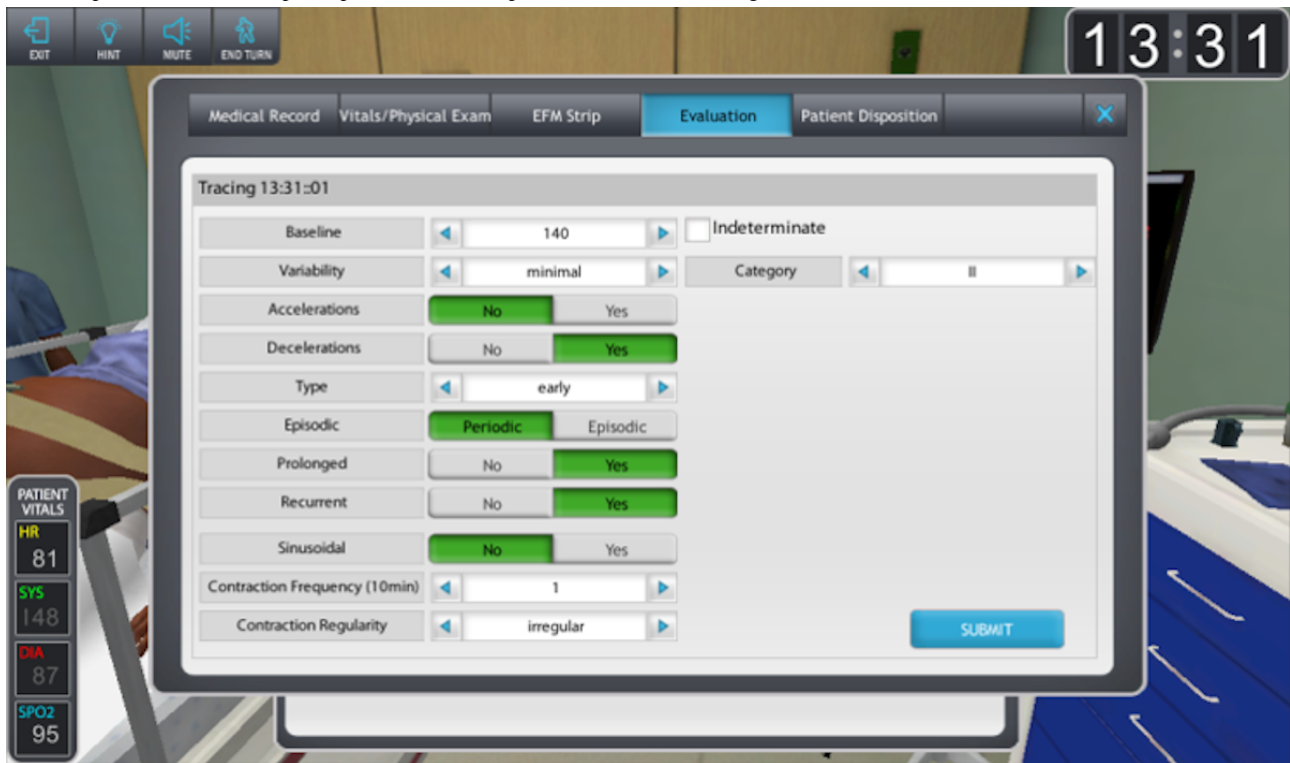 EXIT HINT MUTE END TURN
13:31
Medical Record Vitals/Physical Exam EFM Strip Evaluation Patient Disposition
Tracing 13:31::01
Baseline 140 Indeterminate
Variability minimal Category II
Accelerations No Yes
Decelerations No Yes
Type early
Episodic Periodic Episodic
Prolonged No Yes
Recurrent No Yes
Sinusoidal No Yes
Contraction Frequency (10min) 1
Contraction Regularity irregular
SUBMIT
PATIENT
VITALS
HR
81
SYS
148
DIA
87
SPO2
95